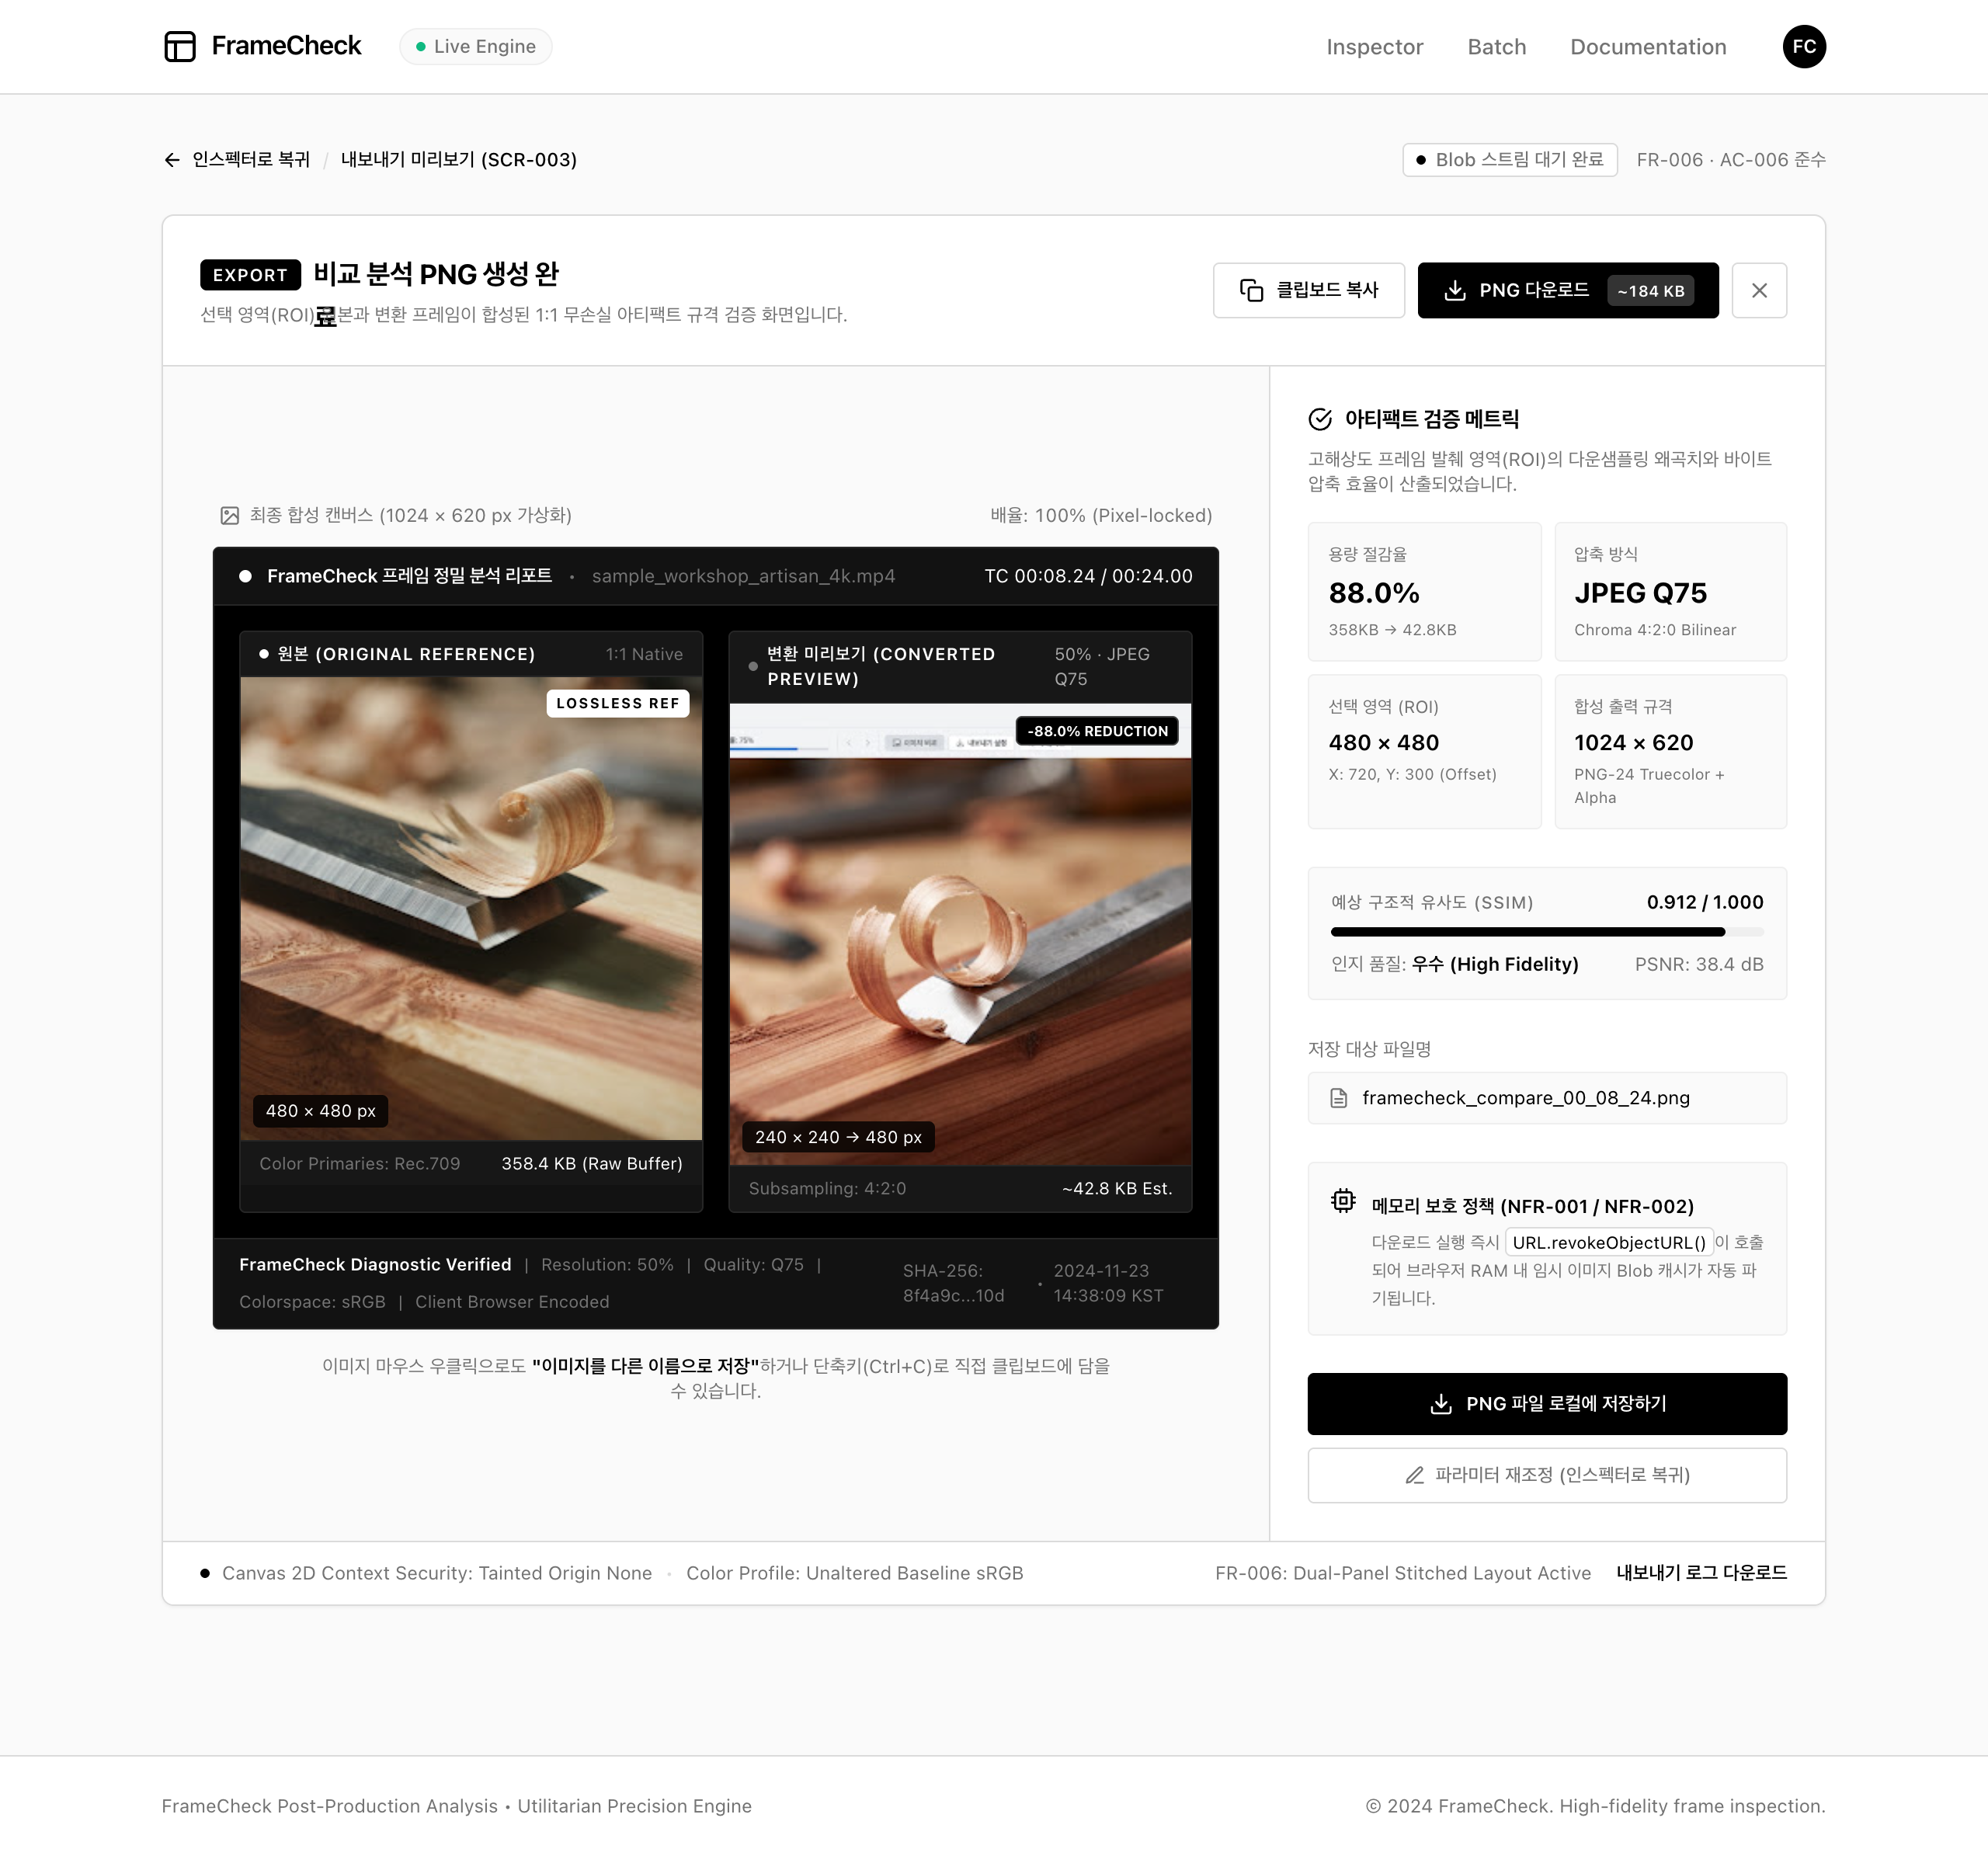 FrameCheck
Live Engine
Inspector
Batch
Documentation
FC
인스펙터로 복귀 / 내보내기 미리보기 (SCR-003)
Blob 스트림 대기 완료
FR-006 · AC-006 준수
EXPORT
비교 분석 PNG 생성 완
료
선택 영역(ROI) 본과 변환 프레임이 합성된 1:1 무손실 아티팩트 규격 검증 화면입니다.
클립보드 복사
PNG 다운로드
~184 KB
최종 합성 캔버스 (1024 × 620 px 가상화)
배율: 100% (Pixel-locked)
FrameCheck 프레임 정밀 분석 리포트 • sample_workshop_artisan_4k.mp4
TC 00:08.24 / 00:24.00
원본 (ORIGINAL REFERENCE)
1:1 Native
LOSSLESS REF
480 × 480 px
Color Primaries: Rec.709
358.4 KB (Raw Buffer)
변환 미리보기 (CONVERTED
PREVIEW)
50% · JPEG
Q75
75%
-88.0% REDUCTION
240 × 240 → 480 px
Subsampling: 4:2:0
~42.8 KB Est.
FrameCheck Diagnostic Verified | Resolution: 50% | Quality: Q75 |
Colorspace: sRGB | Client Browser Encoded
SHA-256:
8f4a9c...10d
•
2024-11-23
14:38:09 KST
이미지 마우스 우클릭으로도 "이미지를 다른 이름으로 저장"하거나 단축키(Ctrl+C)로 직접 클립보드에 담을
수 있습니다.
아티팩트 검증 메트릭
고해상도 프레임 발췌 영역(ROI)의 다운샘플링 왜곡치와 바이트
압축 효율이 산출되었습니다.
용량 절감율
88.0%
358KB → 42.8KB
압축 방식
JPEG Q75
Chroma 4:2:0 Bilinear
선택 영역 (ROI)
480 × 480
X: 720, Y: 300 (Offset)
합성 출력 규격
1024 × 620
PNG-24 Truecolor +
Alpha
예상 구조적 유사도 (SSIM)
0.912 / 1.000
인지 품질: 우수 (High Fidelity)
PSNR: 38.4 dB
저장 대상 파일명
framecheck_compare_00_08_24.png
메모리 보호 정책 (NFR-001 / NFR-002)
다운로드 실행 즉시 URL.revokeObjectURL()이 호출
되어 브라우저 RAM 내 임시 이미지 Blob 캐시가 자동 파
기됩니다.
PNG 파일 로컬에 저장하기
파라미터 재조정 (인스펙터로 복귀)
Canvas 2D Context Security: Tainted Origin None • Color Profile: Unaltered Baseline sRGB
FR-006: Dual-Panel Stitched Layout Active
내보내기 로그 다운로드
FrameCheck Post-Production Analysis • Utilitarian Precision Engine
© 2024 FrameCheck. High-fidelity frame inspection.